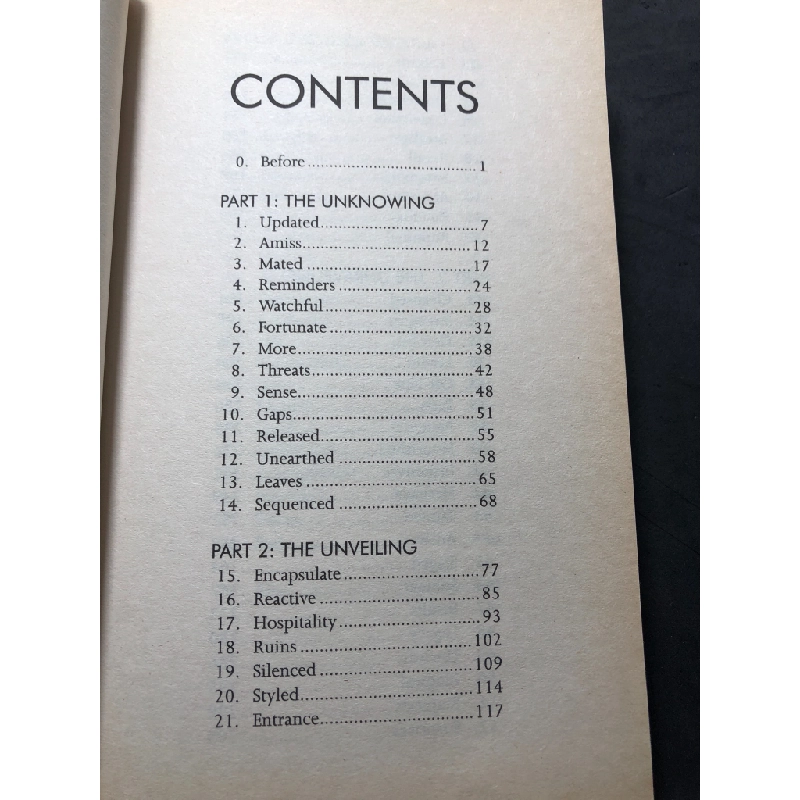 CONTENTS
0. Before.......................................1
PART 1: THE UNKNOWING
1. Updated.....................................7
2. Amiss........................................12
3. Mated.......................................17
4. Reminders................................24
5. Watchful...................................28
6. Fortunate..................................32
7. More.........................................38
8. Threats......................................42
9. Sense.........................................48
10. Gaps..........................................51
11. Released....................................55
12. Unearthed.................................58
13. Leaves.......................................65
14. Sequenced.................................68
PART 2: THE UNVEILING
15. Encapsulate...............................77
16. Reactive....................................85
17. Hospitality................................93
18. Ruins.......................................102
19. Silenced...................................109
20. Styled.......................................114
21. Entrance...................................117